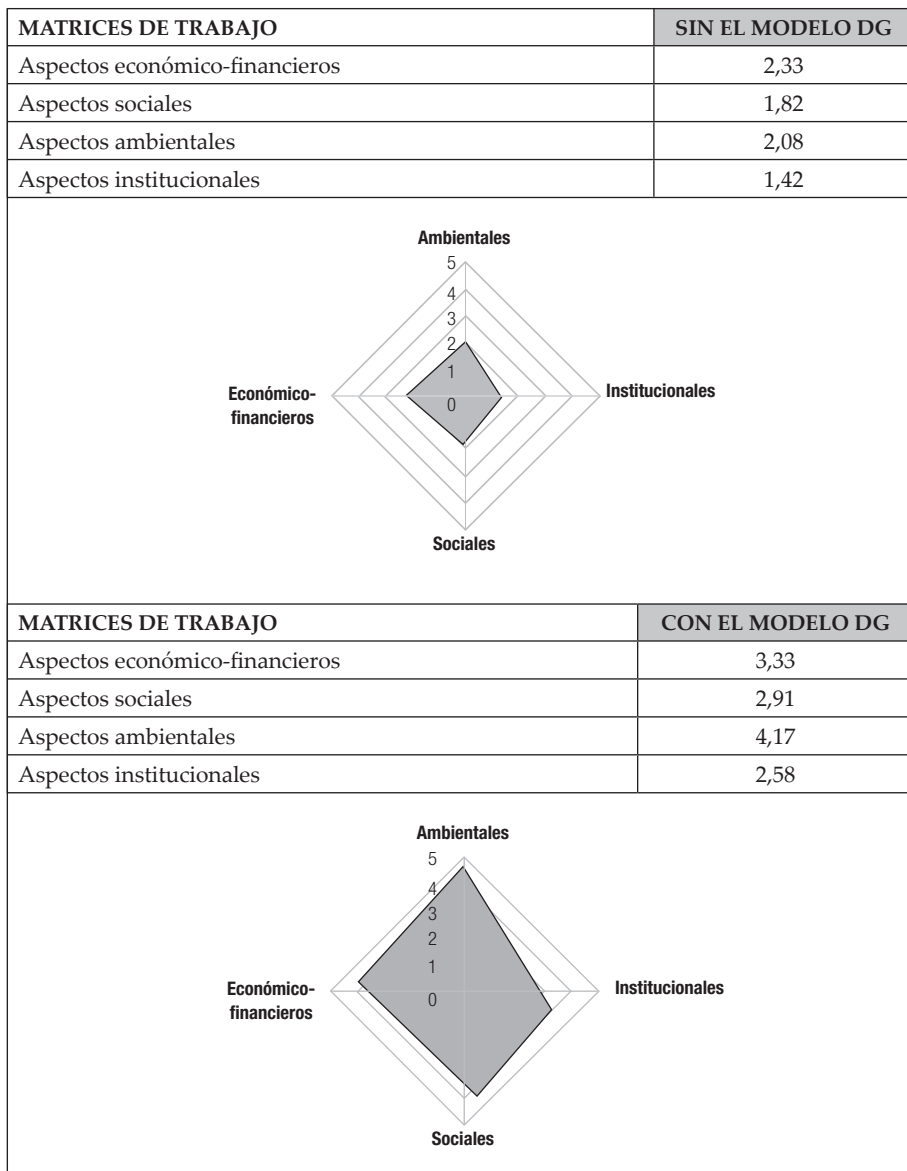 MATRICES DE TRABAJO SIN EL MODELO DG
Aspectos económico-financieros 2,33
Aspectos sociales 1,82
Aspectos ambientales 2,08
Aspectos institucionales 1,42
Ambientales
5
4
3
2
1
0
Económico-
financieros
Institucionales
Sociales
MATRICES DE TRABAJO CON EL MODELO DG
Aspectos económico-financieros 3,33
Aspectos sociales 2,91
Aspectos ambientales 4,17
Aspectos institucionales 2,58
Ambientales
5
4
3
2
1
0
Económico-
financieros
Institucionales
Sociales